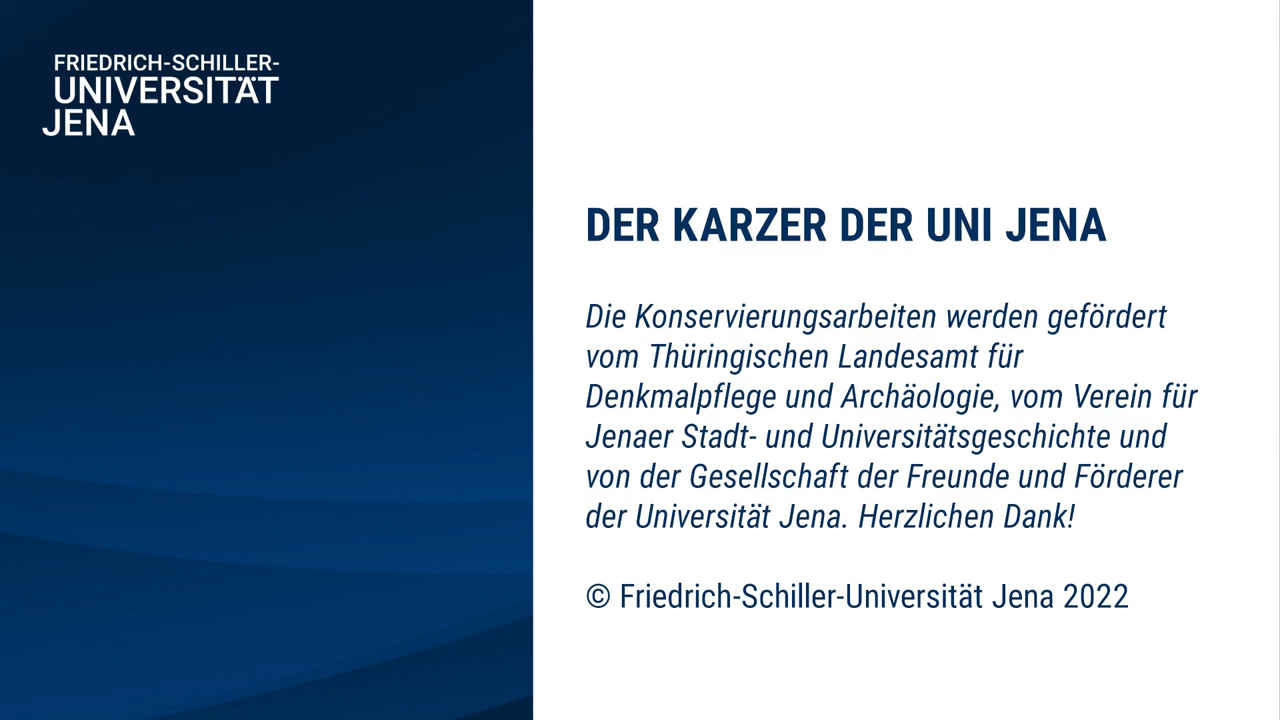 FRIEDRICH-SCHILLER-
UNIVERSITÄT
JENA
DER KARZER DER UNI JENA
Die Konservierungsarbeiten werden gefördert
vom Thüringischen Landesamt für
Denkmalpflege und Archäologie, vom Verein für
Jenaer Stadt- und Universitätsgeschichte und
von der Gesellschaft der Freunde und Förderer
der Universität Jena. Herzlichen Dank!
© Friedrich-Schiller-Universität Jena 2022